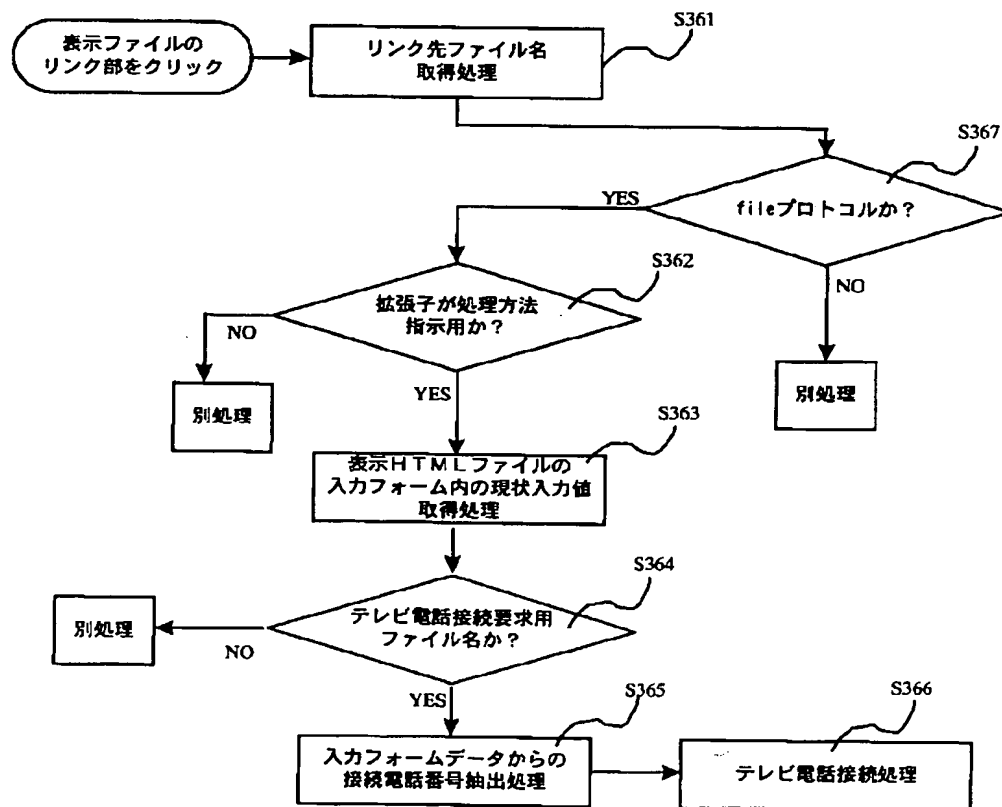 表示ファイルの
リンク部をクリック
S361
リンク先ファイル名
取得処理
S367
fileプロトコルか？
YES
NO
S362
拡張子が処理方法
指示用か？
NO
YES
別処理
別処理
S363
表示ＨＴＭＬファイルの
入力フォーム内の現状入力値
取得処理
S364
テレビ電話接続要求用
ファイル名か？
別処理
NO
YES
S365
入力フォームデータからの
接続電話番号抽出処理
S366
テレビ電話接続処理